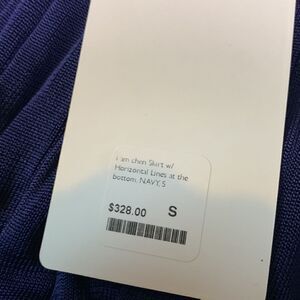 i am chen Skirt w/
Horizontal Lines at the
bottom, NAVY, S
$328.00 S